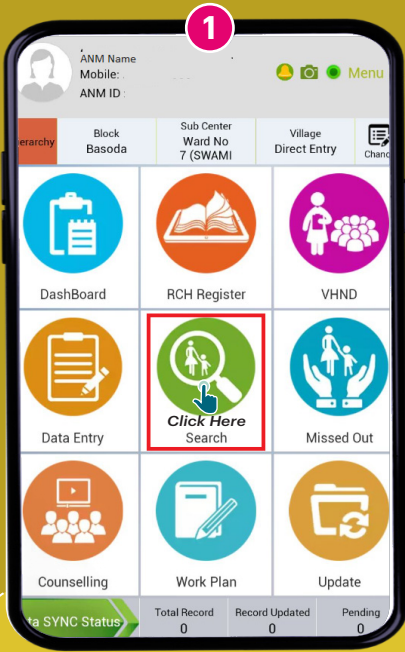 1
ANM Name
Mobile:
ANM ID :
Menu
erarchy
Block
Basoda
Sub Center
Ward No
7 (SWAMI
Village
Direct Entry
Chanc
DashBoard
RCH Register
VHND
Data Entry
Click Here
Search
Missed Out
Counselling
Work Plan
Update
ta SYNC Status
Total Record
0
Record Updated
0
Pending
0